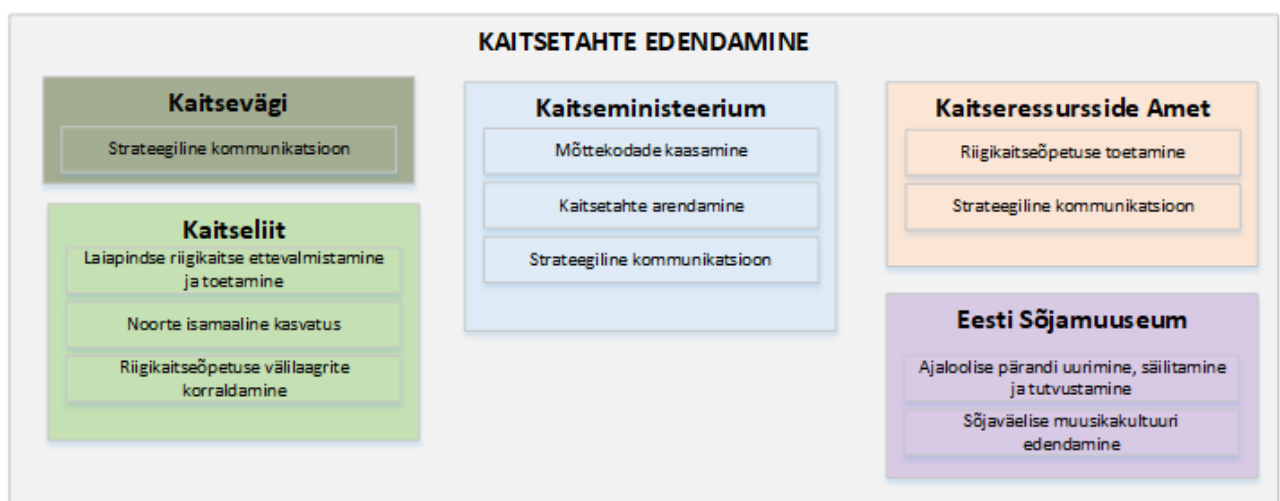 KAITSETAHTE EDENDAMINE
Kaitsevägi
Strateegiline kommunikatsioon
Kaitseliit
Laiapindse riigikaitse ettevalmistamine
ja toetamine
Noorte isamaaline kasvatus
Riigikaitseõpetuse välilaagrite
korraldamine
Kaitseministeerium
Mõttekodade kaasamine
Kaitsetahte arendamine
Strateegiline kommunikatsioon
Kaitseressursside Amet
Riigikaitseõpetuse toetamine
Strateegiline kommunikatsioon
Eesti Sõjamuuseum
Ajaloolise pärandi uurimine, säilitamine
ja tutvustamine
Sõjaväelise muusikakultuuri
edendamine